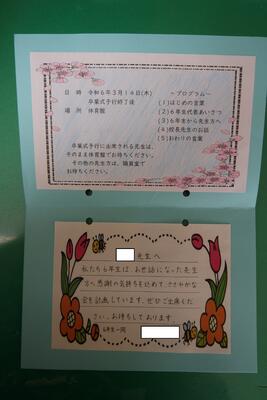 日 時 令和6年3月14日(木)
卒業式予行終了後
場 所 体育館
卒業式予行に出席される先生は、
そのまま体育館でお待ちください。
その他の先生方は、職員室で
お待ちください。
~プログラム~
(1)はじめの言葉
(2)6年生代表あいさつ
(3)6年生から先生方へ
(4)校長先生のお話
(5)おわりの言葉
先生へ
私たち6年生は、お世話になった先生
方へ感謝の気持ちを込めて、ささやかな
会を計画しています。ぜひご出席くだ
さい。お待ちしております。
6年生一同